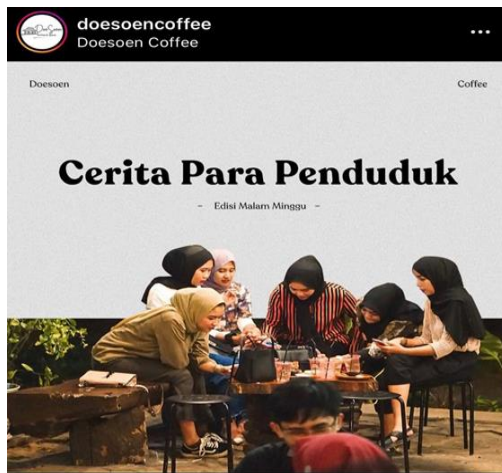 doesoencoffee
Doesoen Coffee
Doesoen
Coffee
Cerita Para Penduduk
- Edisi Malam Minggu -